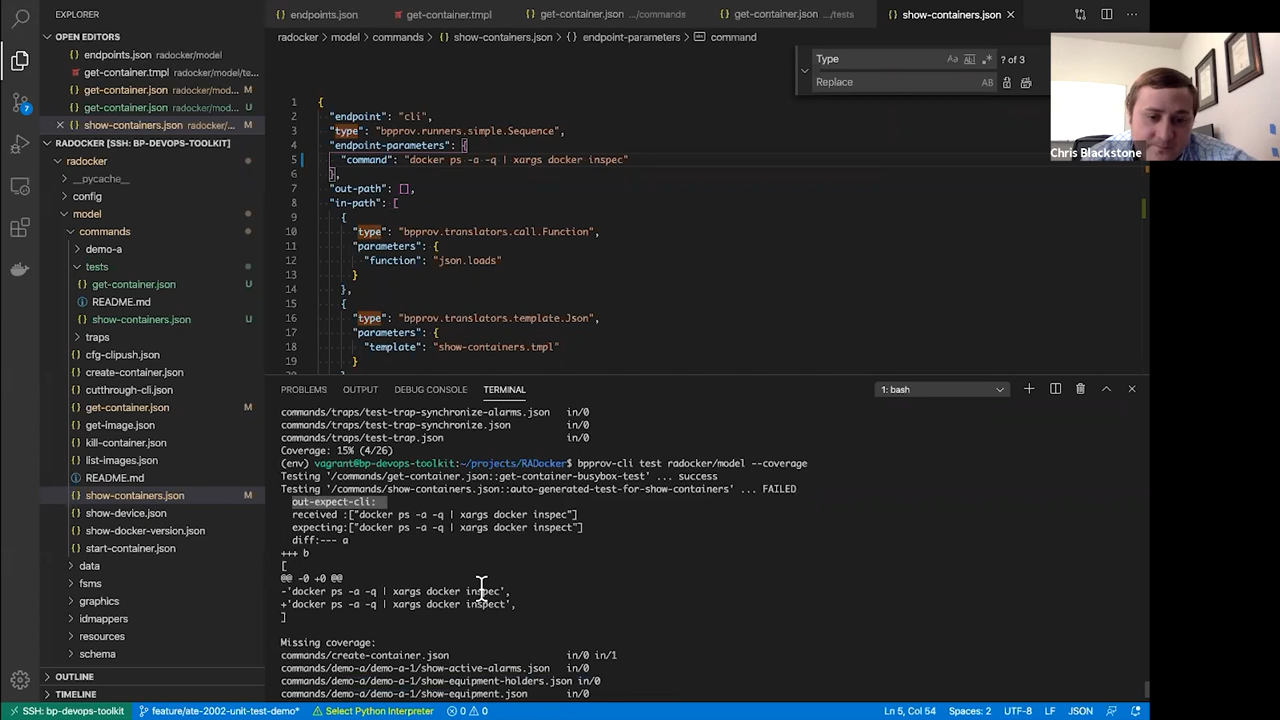 EXPLORER
OPEN EDITORS
endpoints.json radocker/model
get-container.tmpl radocker/model/te...
get-container.json radocker/mod... M
get-container.json radocker/mod... U
show-containers.json radocker/... M
RADOCKER [SSH: BP-DEVOPS-TOOLKIT]
radocker
__pycache__
config
model
commands
demo-a
tests
get-container.json U
README.md
show-containers.json U
traps
cfg-clipush.json
create-container.json
cutthrough-cli.json
get-container.json M
get-image.json
kill-container.json
list-images.json
README.md
show-containers.json M
show-device.json
show-docker-version.json
start-container.json
data
fsms
graphics
idmappers
resources
schema
OUTLINE
TIMELINE
7
endpoints.json get-container.tmpl get-container.json .../commands get-container.json .../tests show-containers.json
radocker > model > commands > show-containers.json > {} endpoint-parameters > command
Type Aa ? of 3
Replace AB
Chris Blackstone
1 {
2 "endpoint": "cli",
3 "type": "bpprov.runners.simple.Sequence",
4 "endpoint-parameters": {
5 "command": "docker ps -a -q | xargs docker inspec"
6 },
7 "out-path": [],
8 "in-path": [
9 {
10 "type": "bpprov.translators.call.Function",
11 "parameters": {
12 "function": "json.loads"
13 }
14 },
15 {
16 "type": "bpprov.translators.template.Json",
17 "parameters": {
18 "template": "show-containers.tmpl"
19 }
PROBLEMS OUTPUT DEBUG CONSOLE TERMINAL 1: bash
commands/traps/test-trap-synchronize-alarms.json in/0
commands/traps/test-trap-synchronize.json in/0
commands/traps/test-trap.json in/0
Coverage: 15% (4/26)
(env) vagrant@bp-devops-toolkit:~/projects/RADocker$ bpprov-cli test radocker/model --coverage
Testing '/commands/get-container.json::get-container-busybox-test' ... success
Testing '/commands/show-containers.json::auto-generated-test-for-show-containers' ... FAILED
out-expect-cli:
received :["docker ps -a -q | xargs docker inspec"]
expecting:["docker ps -a -q | xargs docker inspect"]
diff:--- a
+++ b
[
@@ -0 +0 @@
-'docker ps -a -q | xargs docker inspec',
+'docker ps -a -q | xargs docker inspect',
]
Missing coverage:
commands/create-container.json in/0 in/1
commands/demo-a/demo-a-1/show-active-alarms.json in/0
commands/demo-a/demo-a-1/show-equipment-holders.json in/0
commands/demo-a/demo-a-1/show-equipment.json in/0
SSH: bp-devops-toolkit feature/ate-2002-unit-test-demo* Select Python Interpreter 0 0 Ln 5, Col 54 Spaces: 2 UTF-8 LF JSON